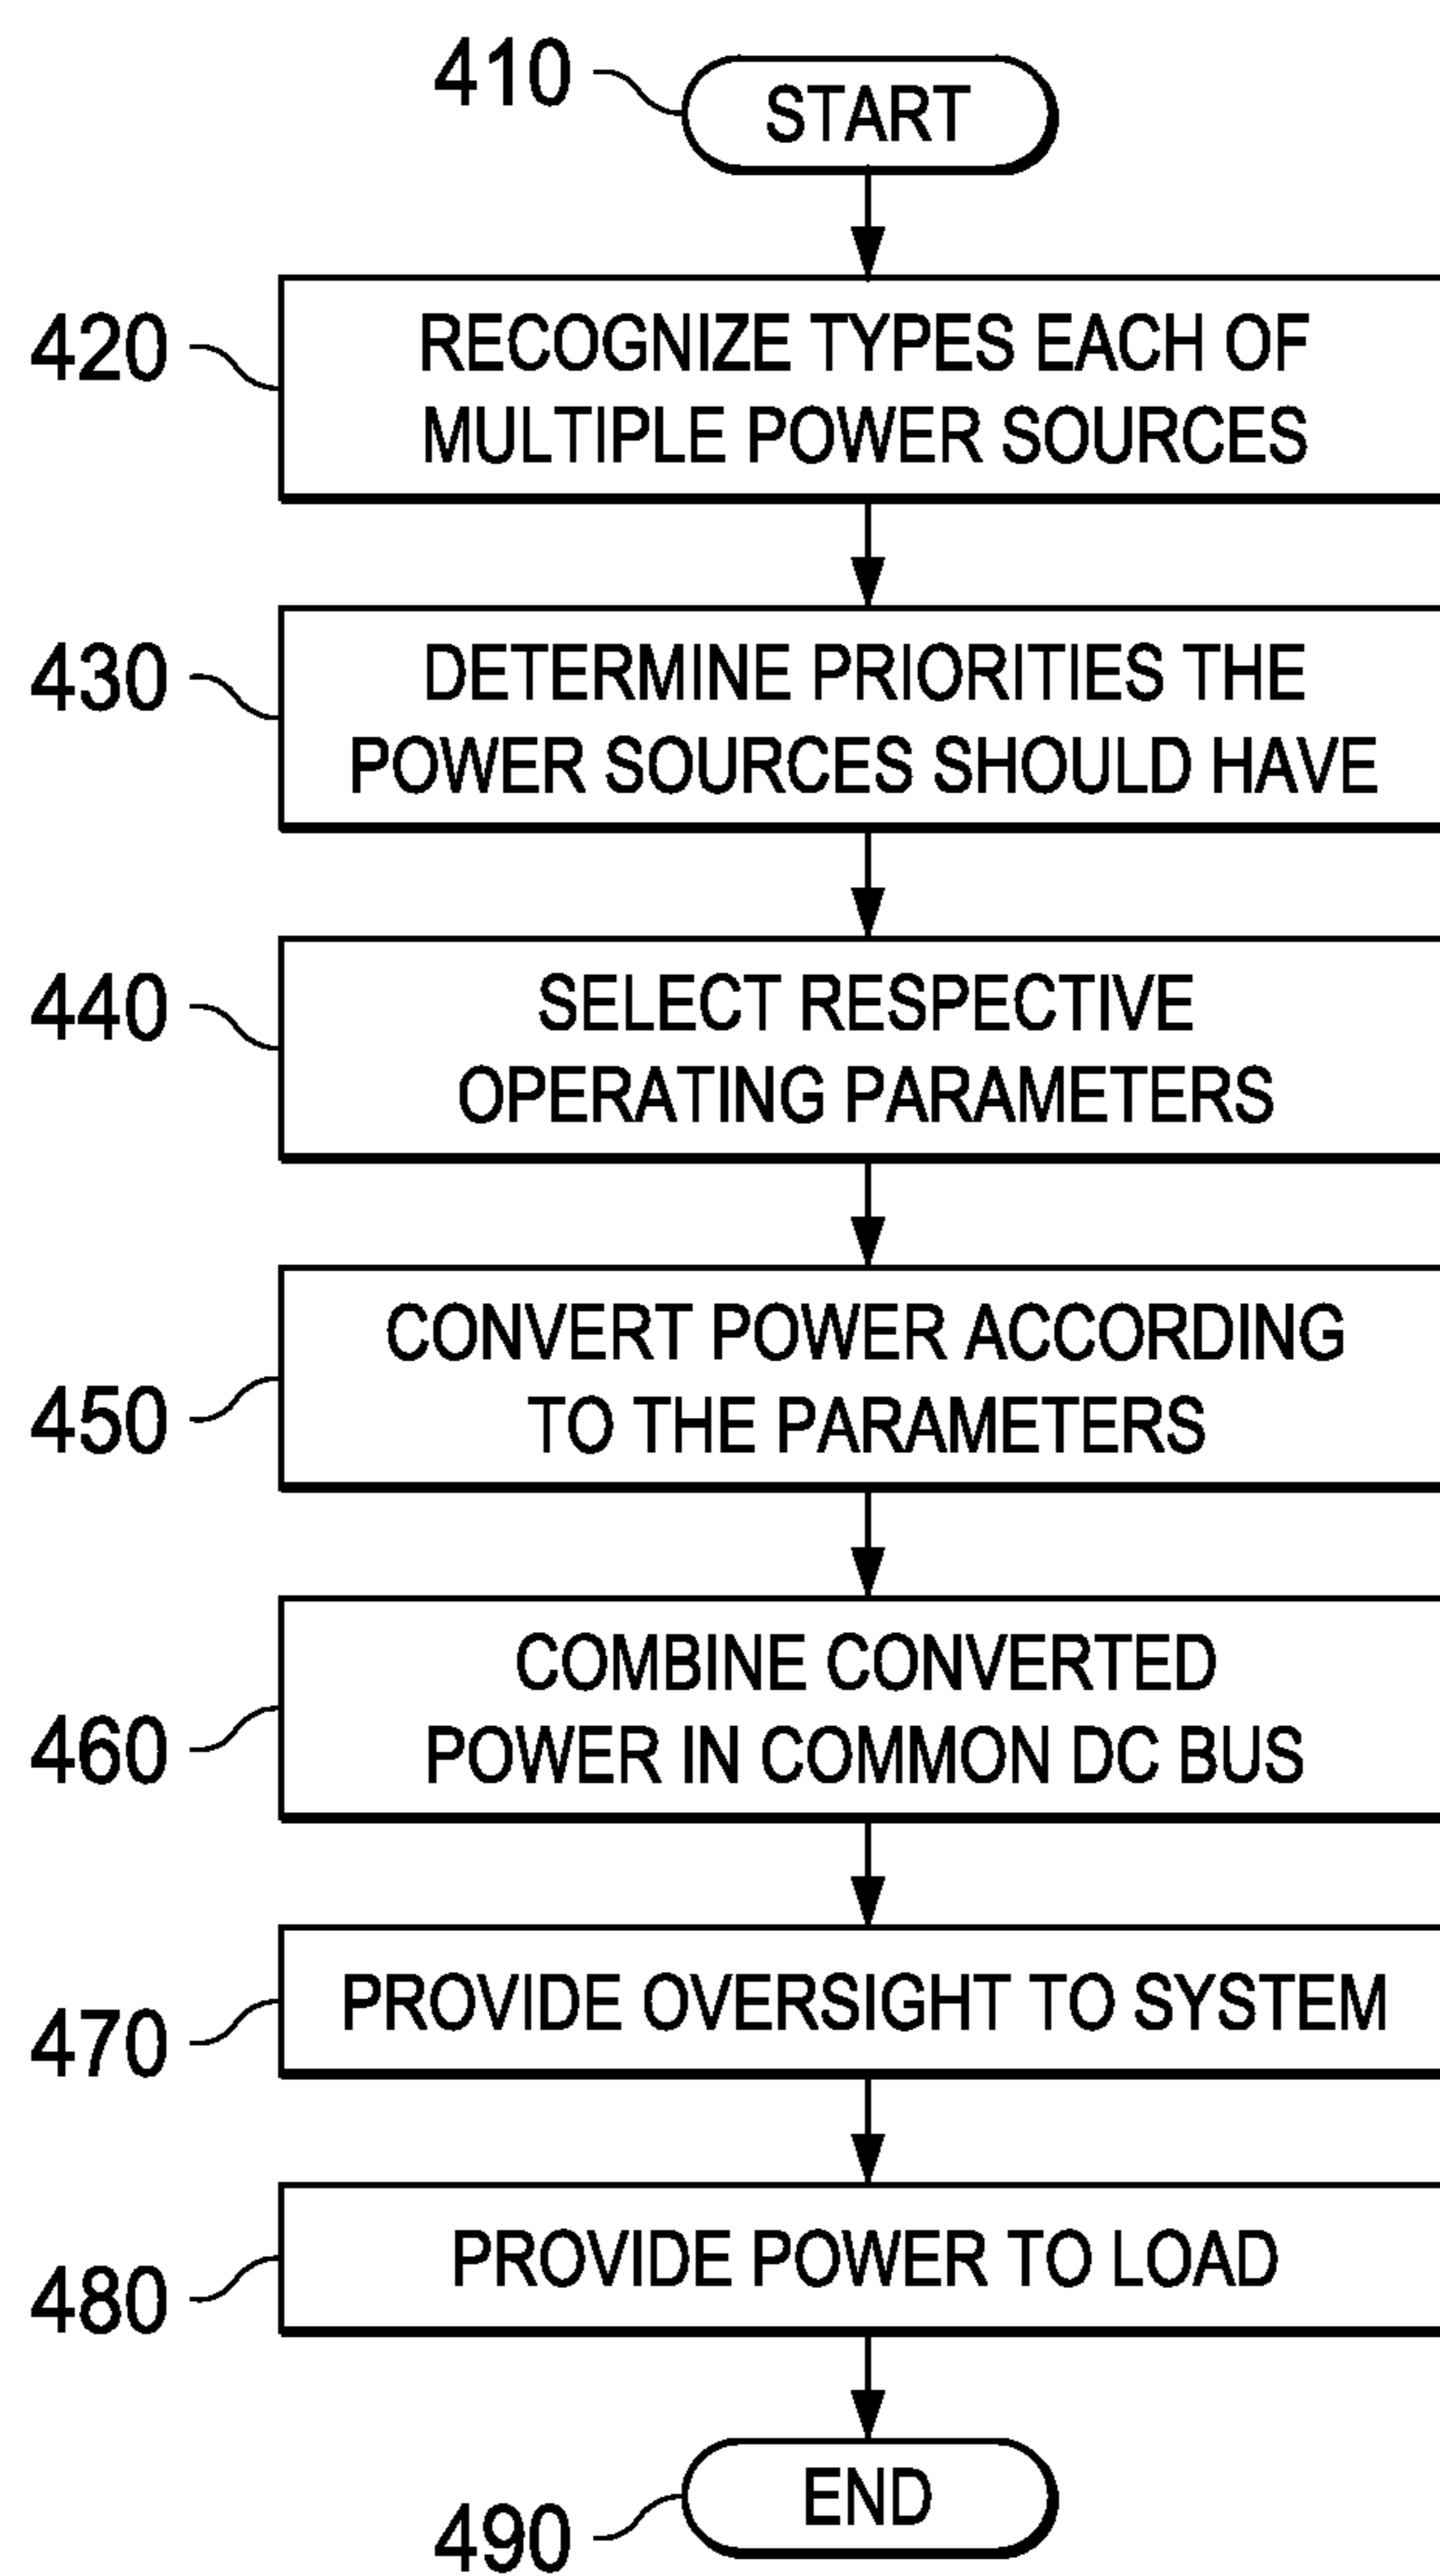 410
START
420
RECOGNIZE TYPES EACH OF
MULTIPLE POWER SOURCES
430
DETERMINE PRIORITIES THE
POWER SOURCES SHOULD HAVE
440
SELECT RESPECTIVE
OPERATING PARAMETERS
450
CONVERT POWER ACCORDING
TO THE PARAMETERS
460
COMBINE CONVERTED
POWER IN COMMON DC BUS
470
PROVIDE OVERSIGHT TO SYSTEM
480
PROVIDE POWER TO LOAD
490
END